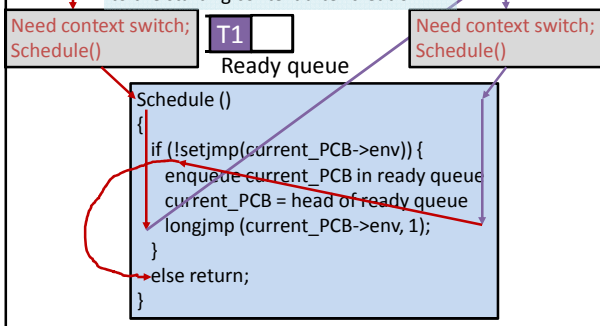 Need context switch;
Schedule()
T1
Ready queue
Need context switch;
Schedule()
Schedule ()
{
if (!setjmp(current_PCB->env)) {
enqueue current_PCB in ready queue
current_PCB = head of ready queue
longjmp (current_PCB->env, 1);
}
else return;
}